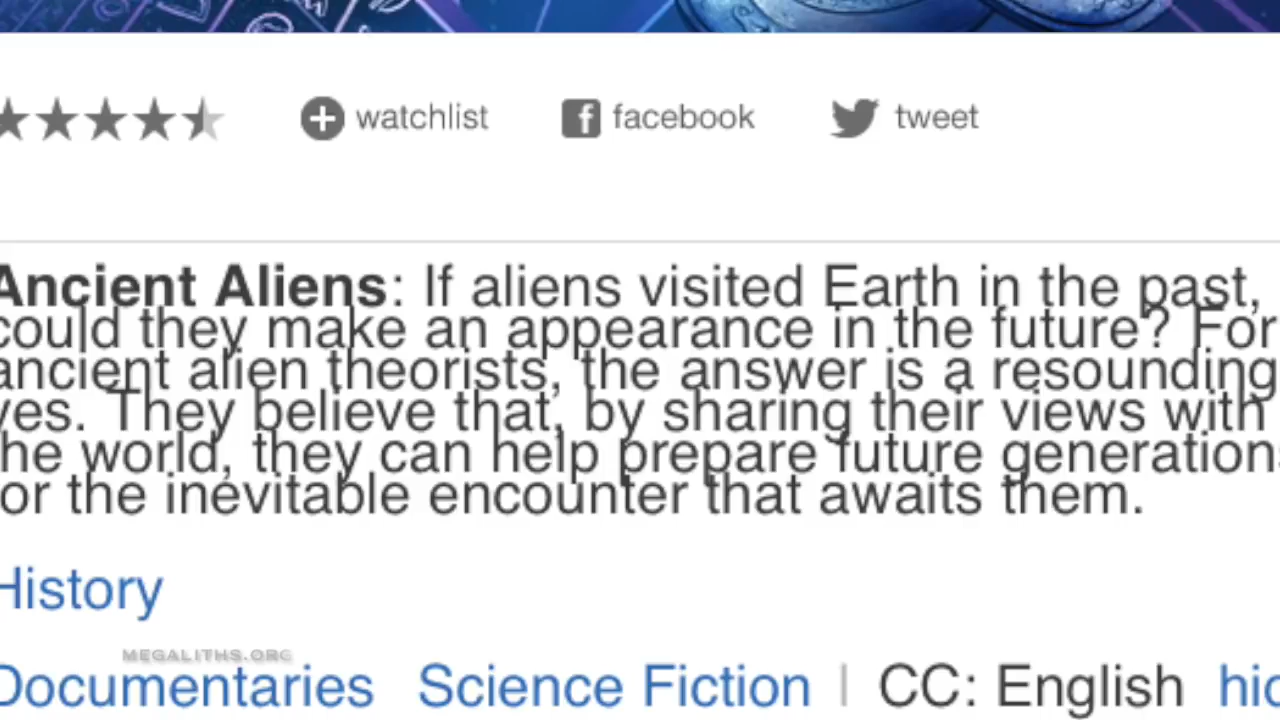 watchlist facebook tweet
Ancient Aliens: If aliens visited Earth in the past,
could they make an appearance in the future? For
ancient alien theorists, the answer is a resounding
yes. They believe that, by sharing their views with
the world, they can help prepare future generations
for the inevitable encounter that awaits them.
History
MEGALITHS.ORG
Documentaries Science Fiction | CC: English